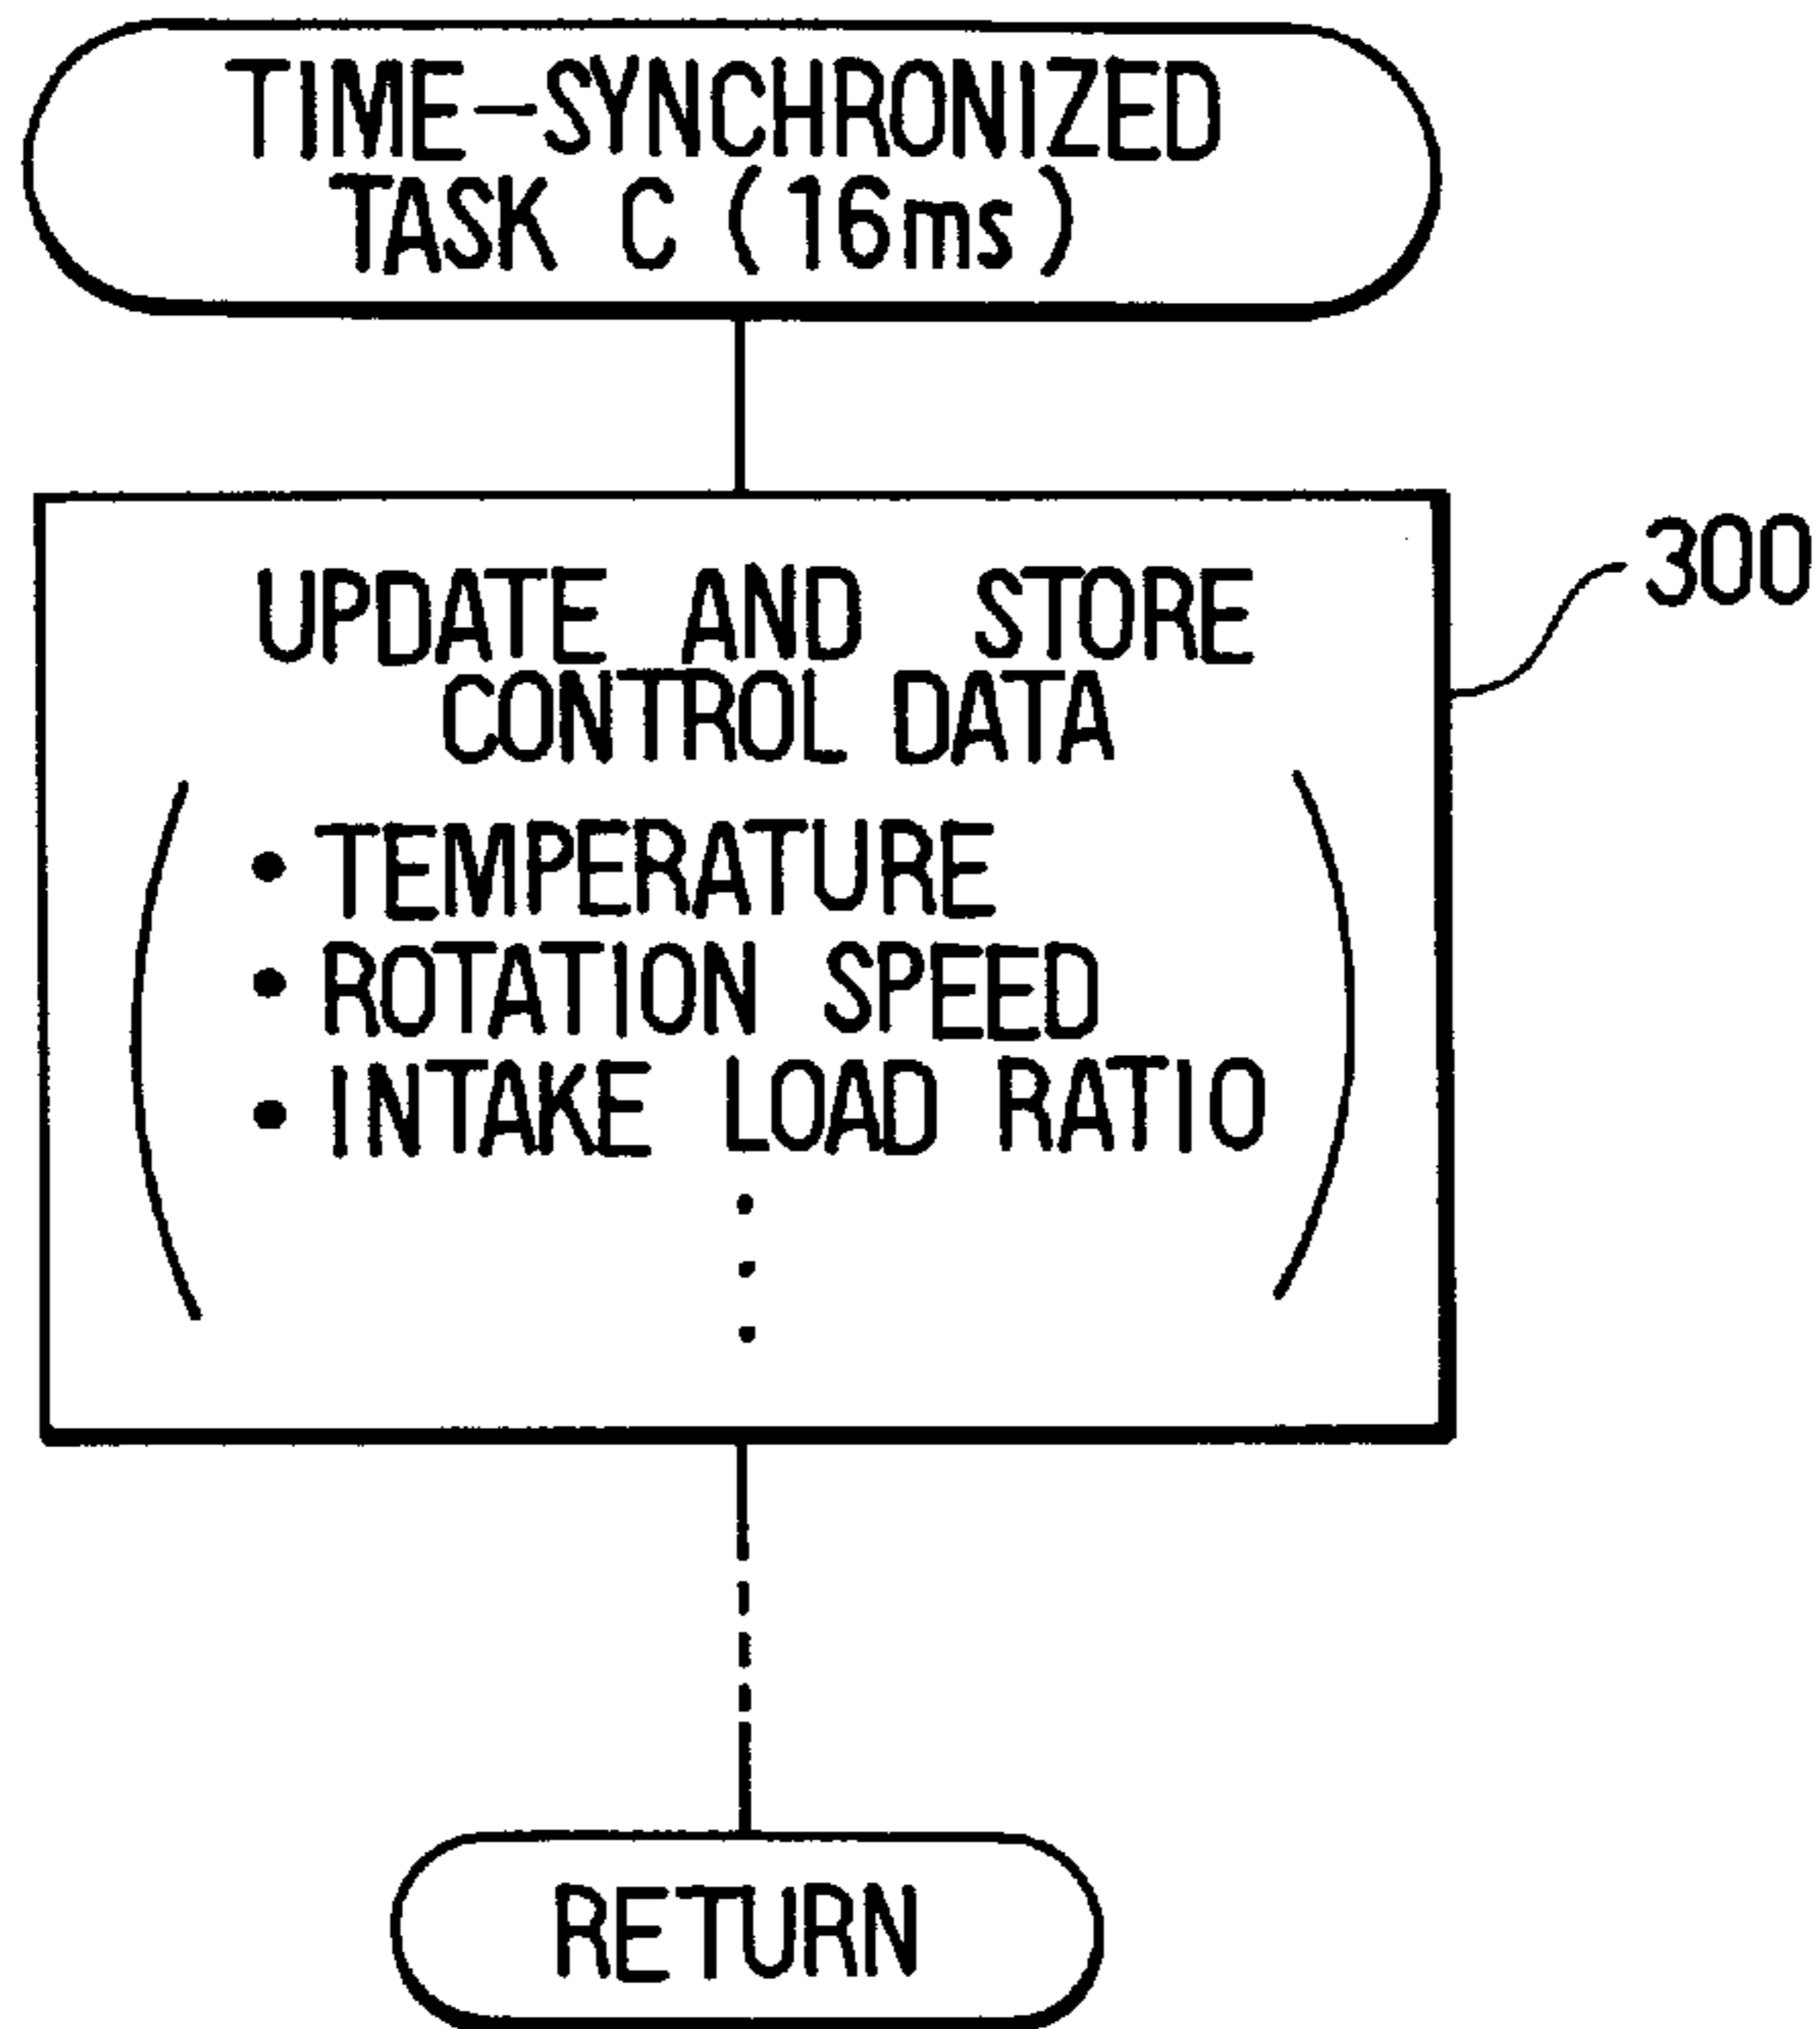 TIME-SYNCHRONIZED
TASK C (16ms)
300
UPDATE AND STORE
CONTROL DATA
• TEMPERATURE
• ROTATION SPEED
• INTAKE LOAD RATIO
RETURN